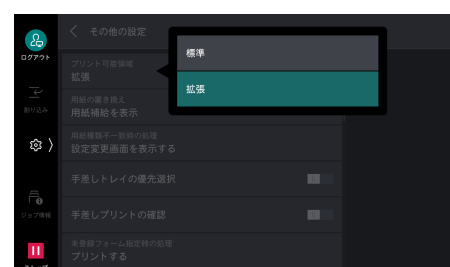 その他の設定
標準
拡張
ログアウト
プリント可能領域
拡張
割り込み
用紙の置き換え
用紙補給を表示
用紙種類不一致時の処理
設定変更画面を表示する
手差しトレイの優先選択
ジョブ情報
手差しプリントの確認
未登録フォーム指定時の処理
プリントする